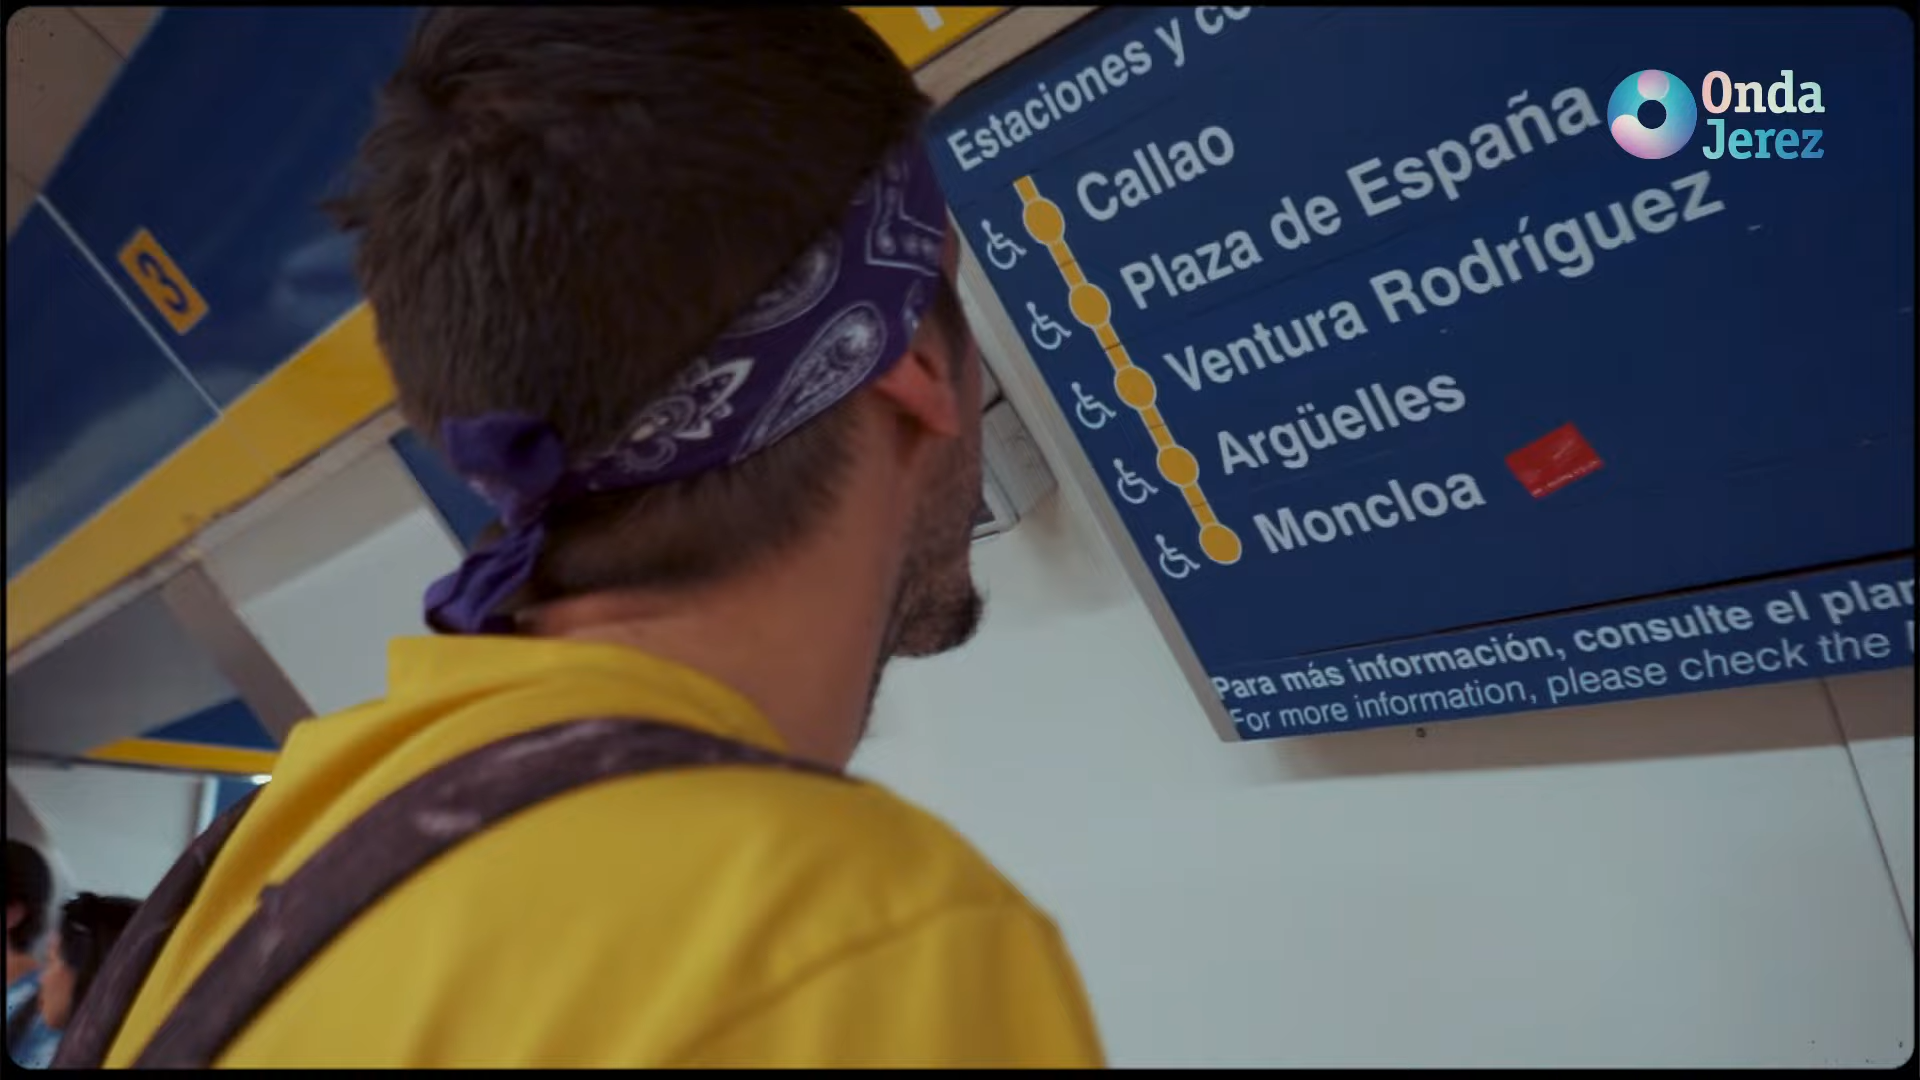 Estaciones y co
Callao
Plaza de España
Ventura Rodríguez
Argüelles
Moncloa
Para más información, consulte el plan
For more information, please check the
3
Onda
Jerez